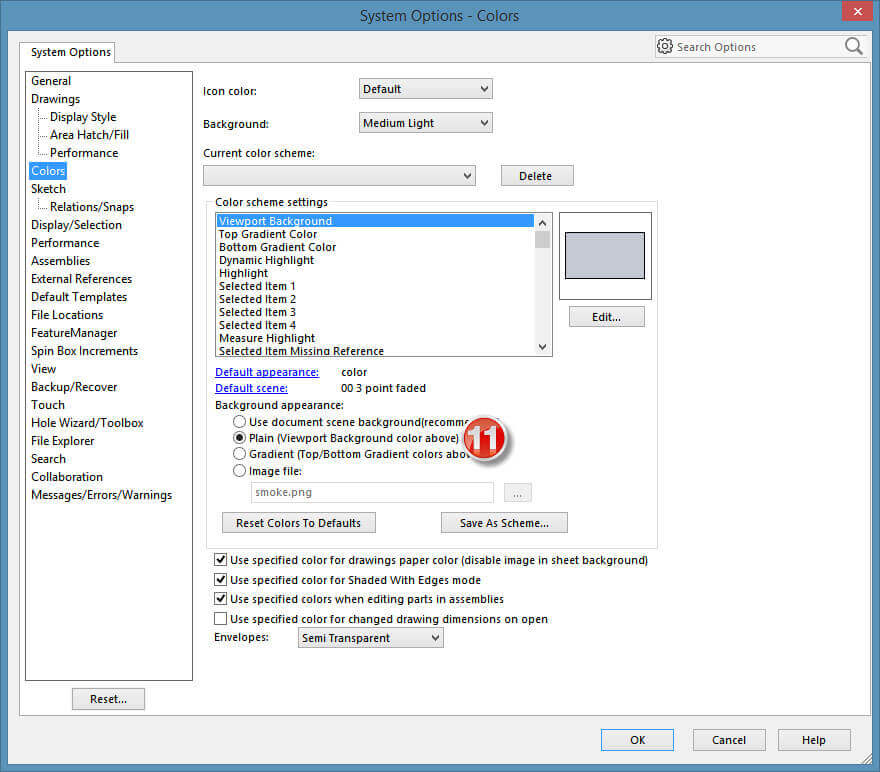 System Options - Colors
System Options
Search Options
General
Drawings
Display Style
Area Hatch/Fill
Performance
Colors
Sketch
Relations/Snaps
Display/Selection
Performance
Assemblies
External References
Default Templates
File Locations
FeatureManager
Spin Box Increments
View
Backup/Recover
Touch
Hole Wizard/Toolbox
File Explorer
Search
Collaboration
Messages/Errors/Warnings
Reset...
Icon color: Default
Background: Medium Light
Current color scheme:
Delete
Color scheme settings
Viewport Background
Top Gradient Color
Bottom Gradient Color
Dynamic Highlight
Highlight
Selected Item 1
Selected Item 2
Selected Item 3
Selected Item 4
Measure Highlight
Selected Item Missing Reference
Edit...
Default appearance: color
Default scene: 00 3 point faded
Background appearance:
Use document scene background(recomme
Plain (Viewport Background color above) 11
Gradient (Top/Bottom Gradient colors abov
Image file:
smoke.png ...
Reset Colors To Defaults Save As Scheme...
Use specified color for drawings paper color (disable image in sheet background)
Use specified color for Shaded With Edges mode
Use specified colors when editing parts in assemblies
Use specified color for changed drawing dimensions on open
Envelopes: Semi Transparent
OK Cancel Help